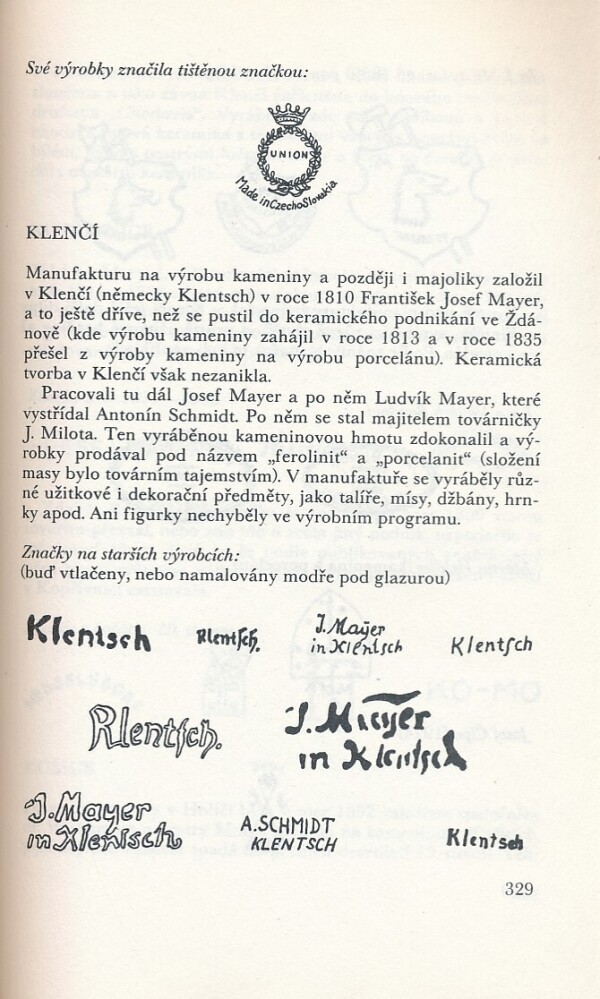 Své výrobky značila tištěnou značkou:
UNION
Made in CzechoSlovakia
KLENČÍ
Manufakturu na výrobu kameniny a později i majoliky založil
v Klenčí (německy Klentsch) v roce 1810 František Josef Mayer,
a to ještě dříve, než se pustil do keramického podnikání ve Ždá-
nově (kde výrobu kameniny zahájil v roce 1813 a v roce 1835
přešel z výroby kameniny na výrobu porcelánu). Keramická
tvorba v Klenčí však nezanikla.
Pracovali tu dál Josef Mayer a po něm Ludvík Mayer, které
vystřídal Antonín Schmidt. Po něm se stal majitelem továrničky
J. Milota. Ten vyráběnou kameninovou hmotu zdokonalil a vý-
robky prodával pod názvem „ferolinit" a „porcelanit" (složení
masy bylo továrním tajemstvím). V manufaktuře se vyráběly růz-
né užitkové i dekorační předměty, jako talíře, mísy, džbány, hrn-
ky apod. Ani figurky nechyběly ve výrobním programu.
Značky na starších výrobcích:
(buď vtlačeny, nebo namalovány modře pod glazurou)
Klentsch Klentsch. J. Mayer in Klentsch Klentſch
Klentſch. J. Mayer in Klentsch
J. Mayer in Klentsch A. SCHMIDT KLENTSCH Klentsch
329